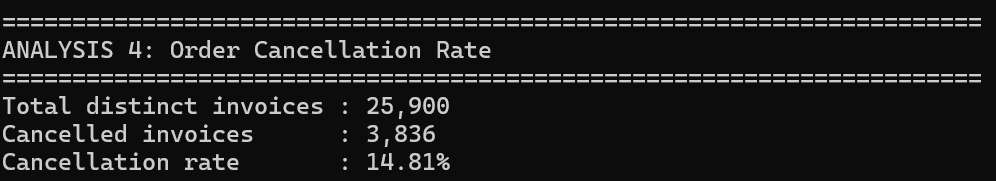 ======================================================================
ANALYSIS 4: Order Cancellation Rate
======================================================================
Total distinct invoices : 25,900
Cancelled invoices      : 3,836
Cancellation rate       : 14.81%